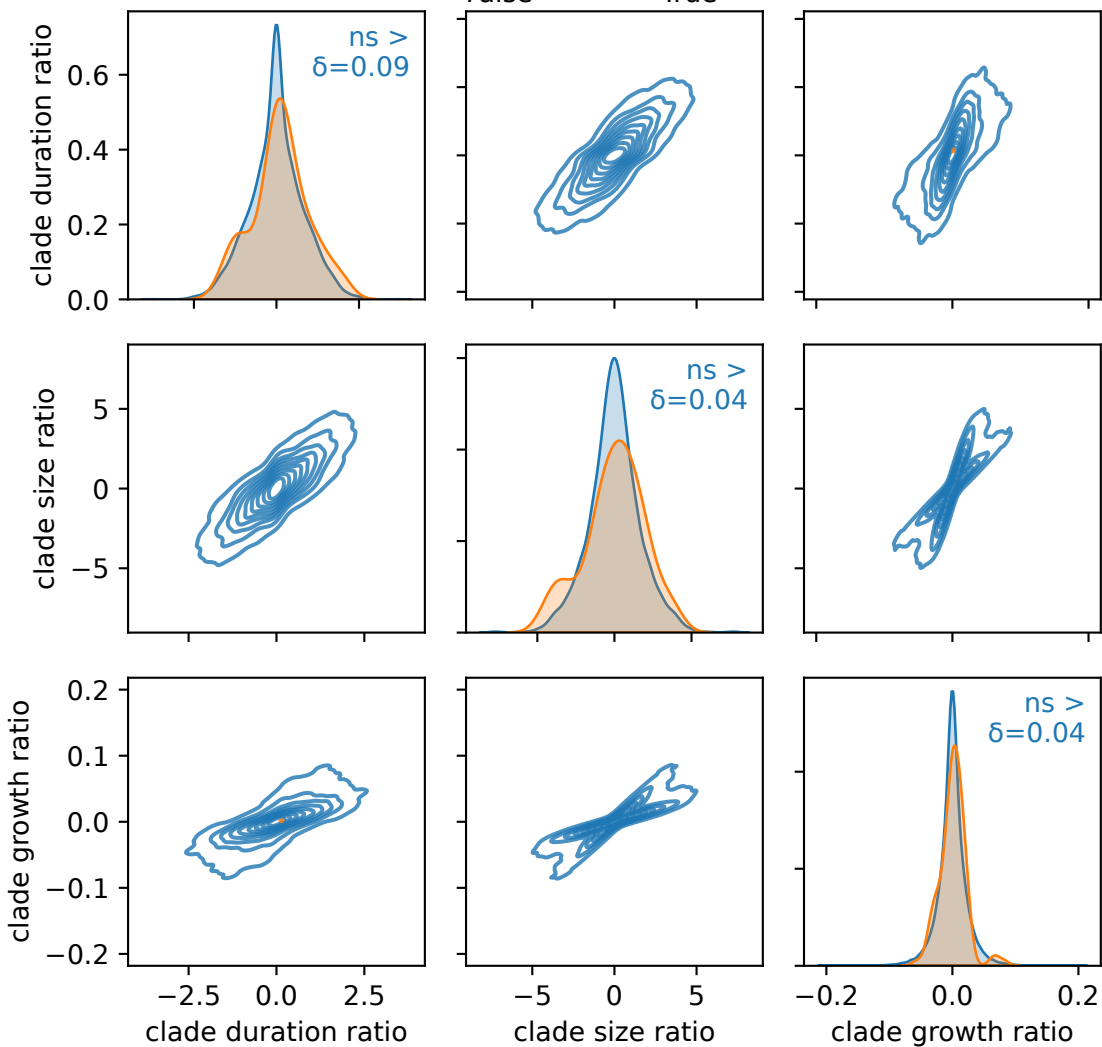 False True
clade duration ratio
0.6
0.4
0.2
0.0
ns >
δ=0.09
clade size ratio
5
0
−5
ns >
δ=0.04
clade growth ratio
0.2
0.1
0.0
−0.1
−0.2
ns >
δ=0.04
−2.5 0.0 2.5
−5 0 5
−0.2 0.0 0.2
clade duration ratio
clade size ratio
clade growth ratio